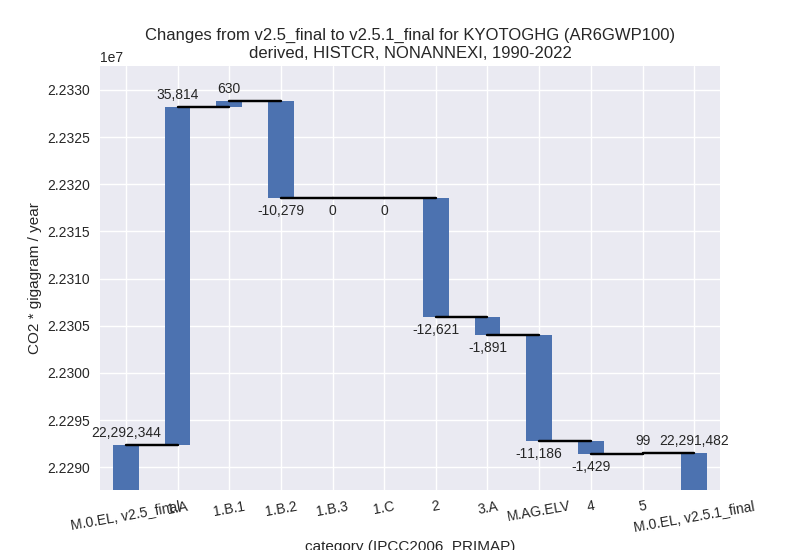 Changes from v2.5_final to v2.5.1_final for KYOTOGHG (AR6GWP100)
derived, HISTCR, NONANNEXI, 1990-2022
1e7
2.2330
2.2325
2.2320
2.2315
2.2310
2.2305
2.2300
2.2295
2.2290
CO2 * gigagram / year
22,292,344
35,814
630
-10,279
0
0
-12,621
-1,891
-11,186
-1,429
99
22,291,482
M.0.EL, v2.5_final
1.A
1.B.1
1.B.2
1.B.3
1.C
2
3.A
M.AG.ELV
4
5
M.0.EL, v2.5.1_final
category (IPCC2006_PRIMAP)